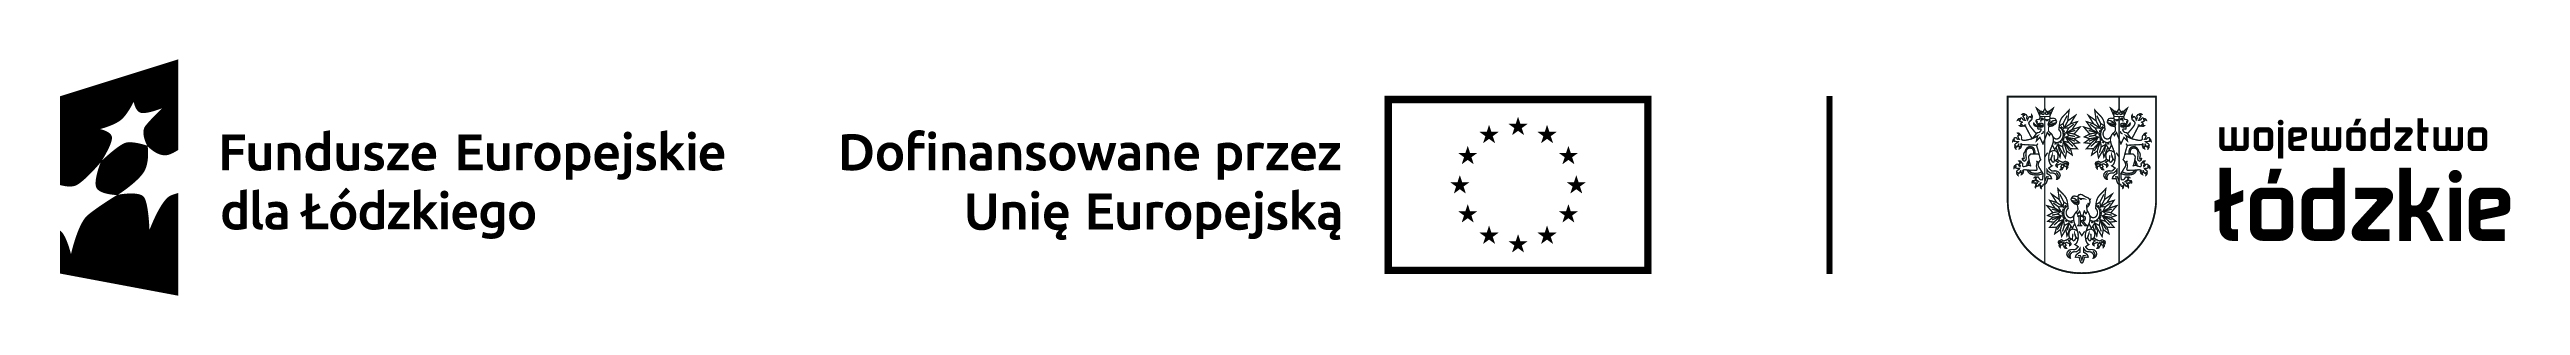 Fundusze Europejskie
dla Łódzkiego
Dofinansowane przez
Unię Europejską
województwo
łódzkie